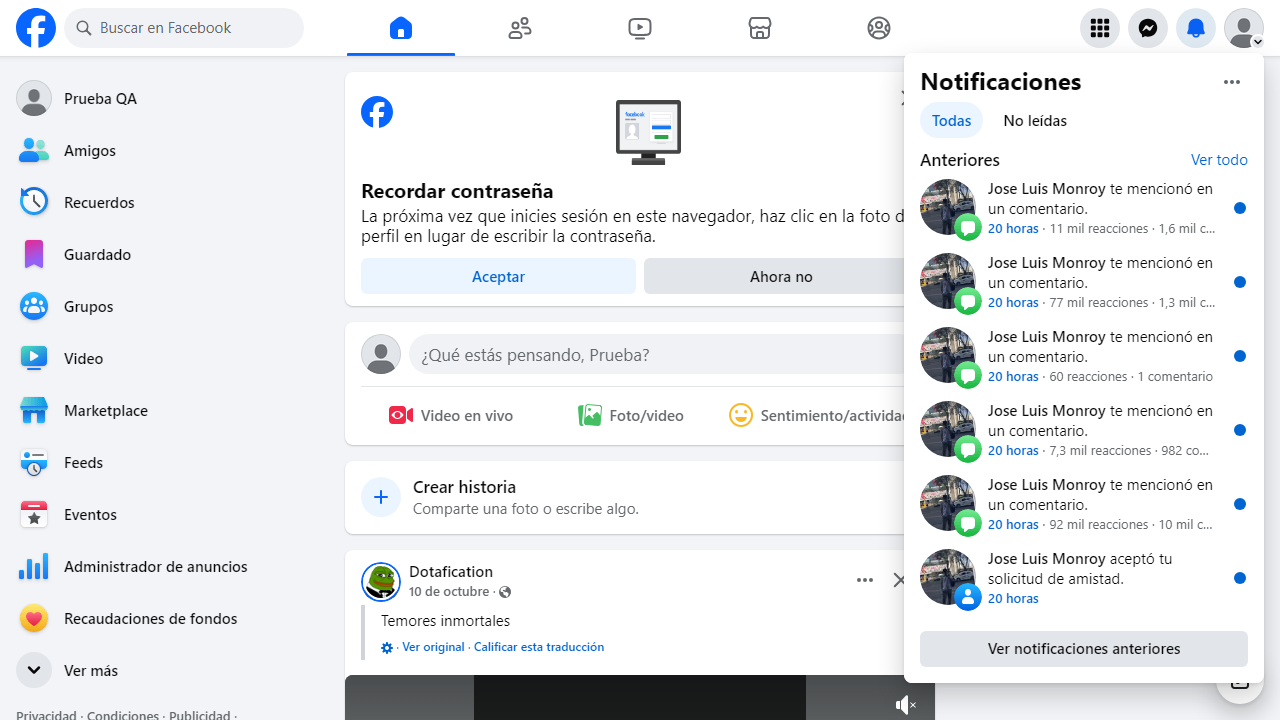 Buscar en Facebook
Prueba QA
Amigos
Recuerdos
Guardado
Grupos
Video
Marketplace
Feeds
Eventos
Administrador de anuncios
Recaudaciones de fondos
Ver más
Privacidad · Condiciones · Publicidad ·
facebook
Recordar contraseña
La próxima vez que inicies sesión en este navegador, haz clic en la foto d
perfil en lugar de escribir la contraseña.
Aceptar
Ahora no
¿Qué estás pensando, Prueba?
Video en vivo
Foto/video
Sentimiento/actividad
Crear historia
Comparte una foto o escribe algo.
Dotafication
10 de octubre ·
Temores inmortales
· Ver original · Calificar esta traducción
Notificaciones
Todas
No leídas
Anteriores
Ver todo
Jose Luis Monroy te mencionó en
un comentario.
20 horas · 11 mil reacciones · 1,6 mil c...
Jose Luis Monroy te mencionó en
un comentario.
20 horas · 77 mil reacciones · 1,3 mil c...
Jose Luis Monroy te mencionó en
un comentario.
20 horas · 60 reacciones · 1 comentario
Jose Luis Monroy te mencionó en
un comentario.
20 horas · 7,3 mil reacciones · 982 co...
Jose Luis Monroy te mencionó en
un comentario.
20 horas · 92 mil reacciones · 10 mil c...
Jose Luis Monroy aceptó tu
solicitud de amistad.
20 horas
Ver notificaciones anteriores